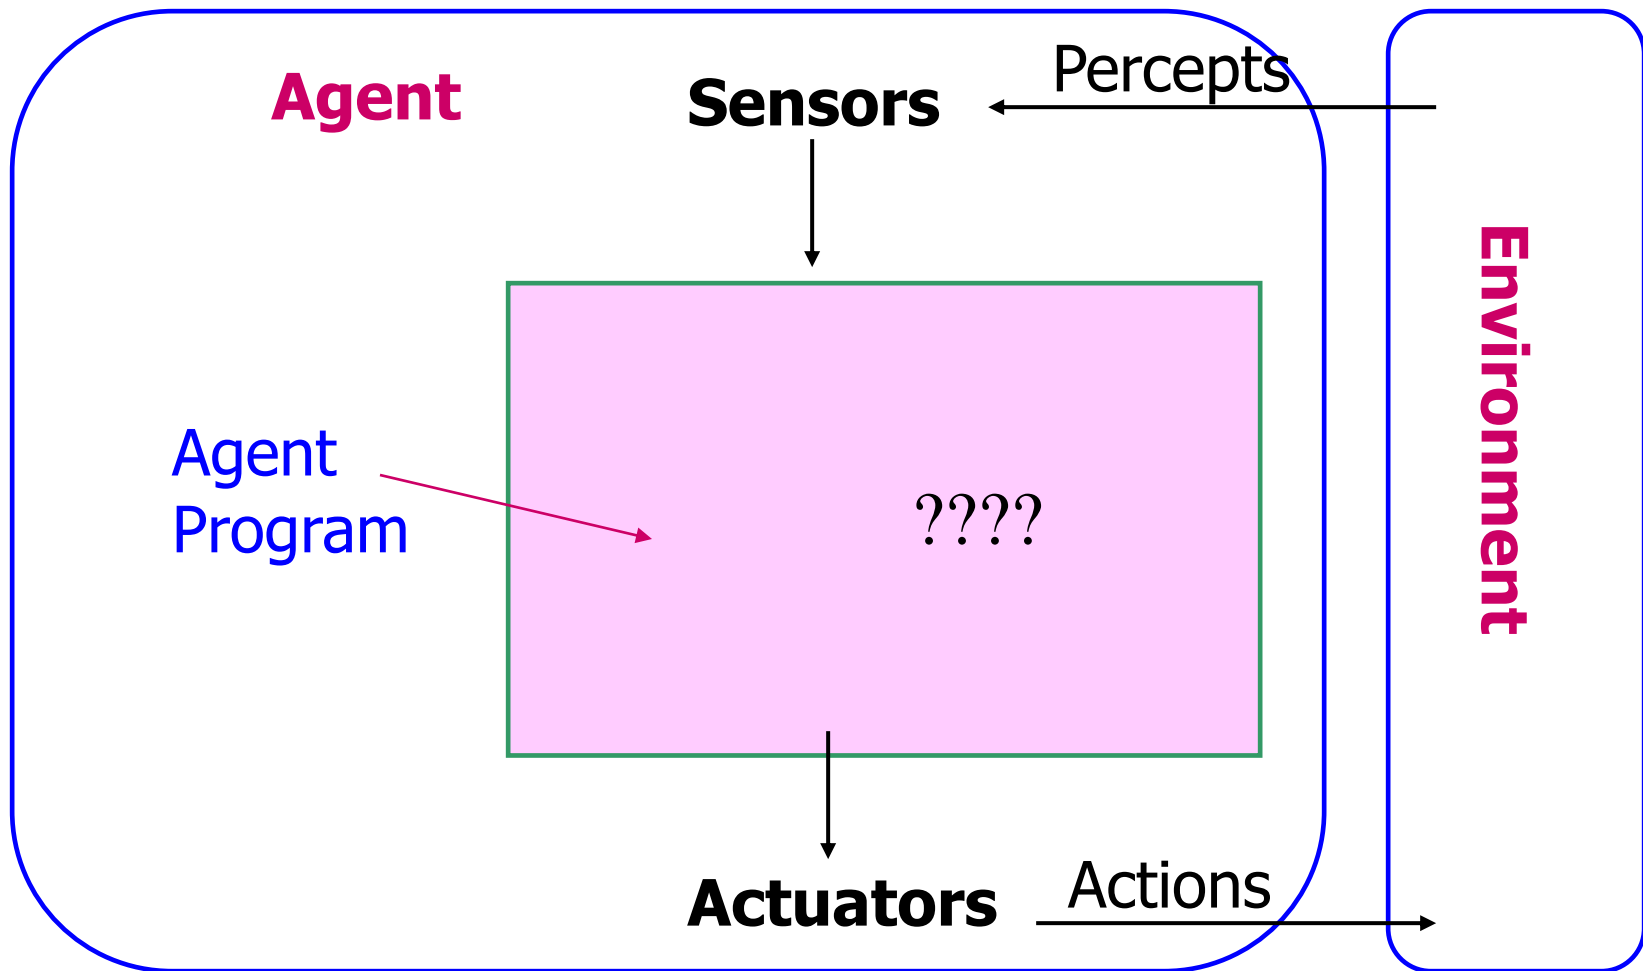 Agent
Sensors
Percepts
Environment
Agent
Program
????
Actuators
Actions